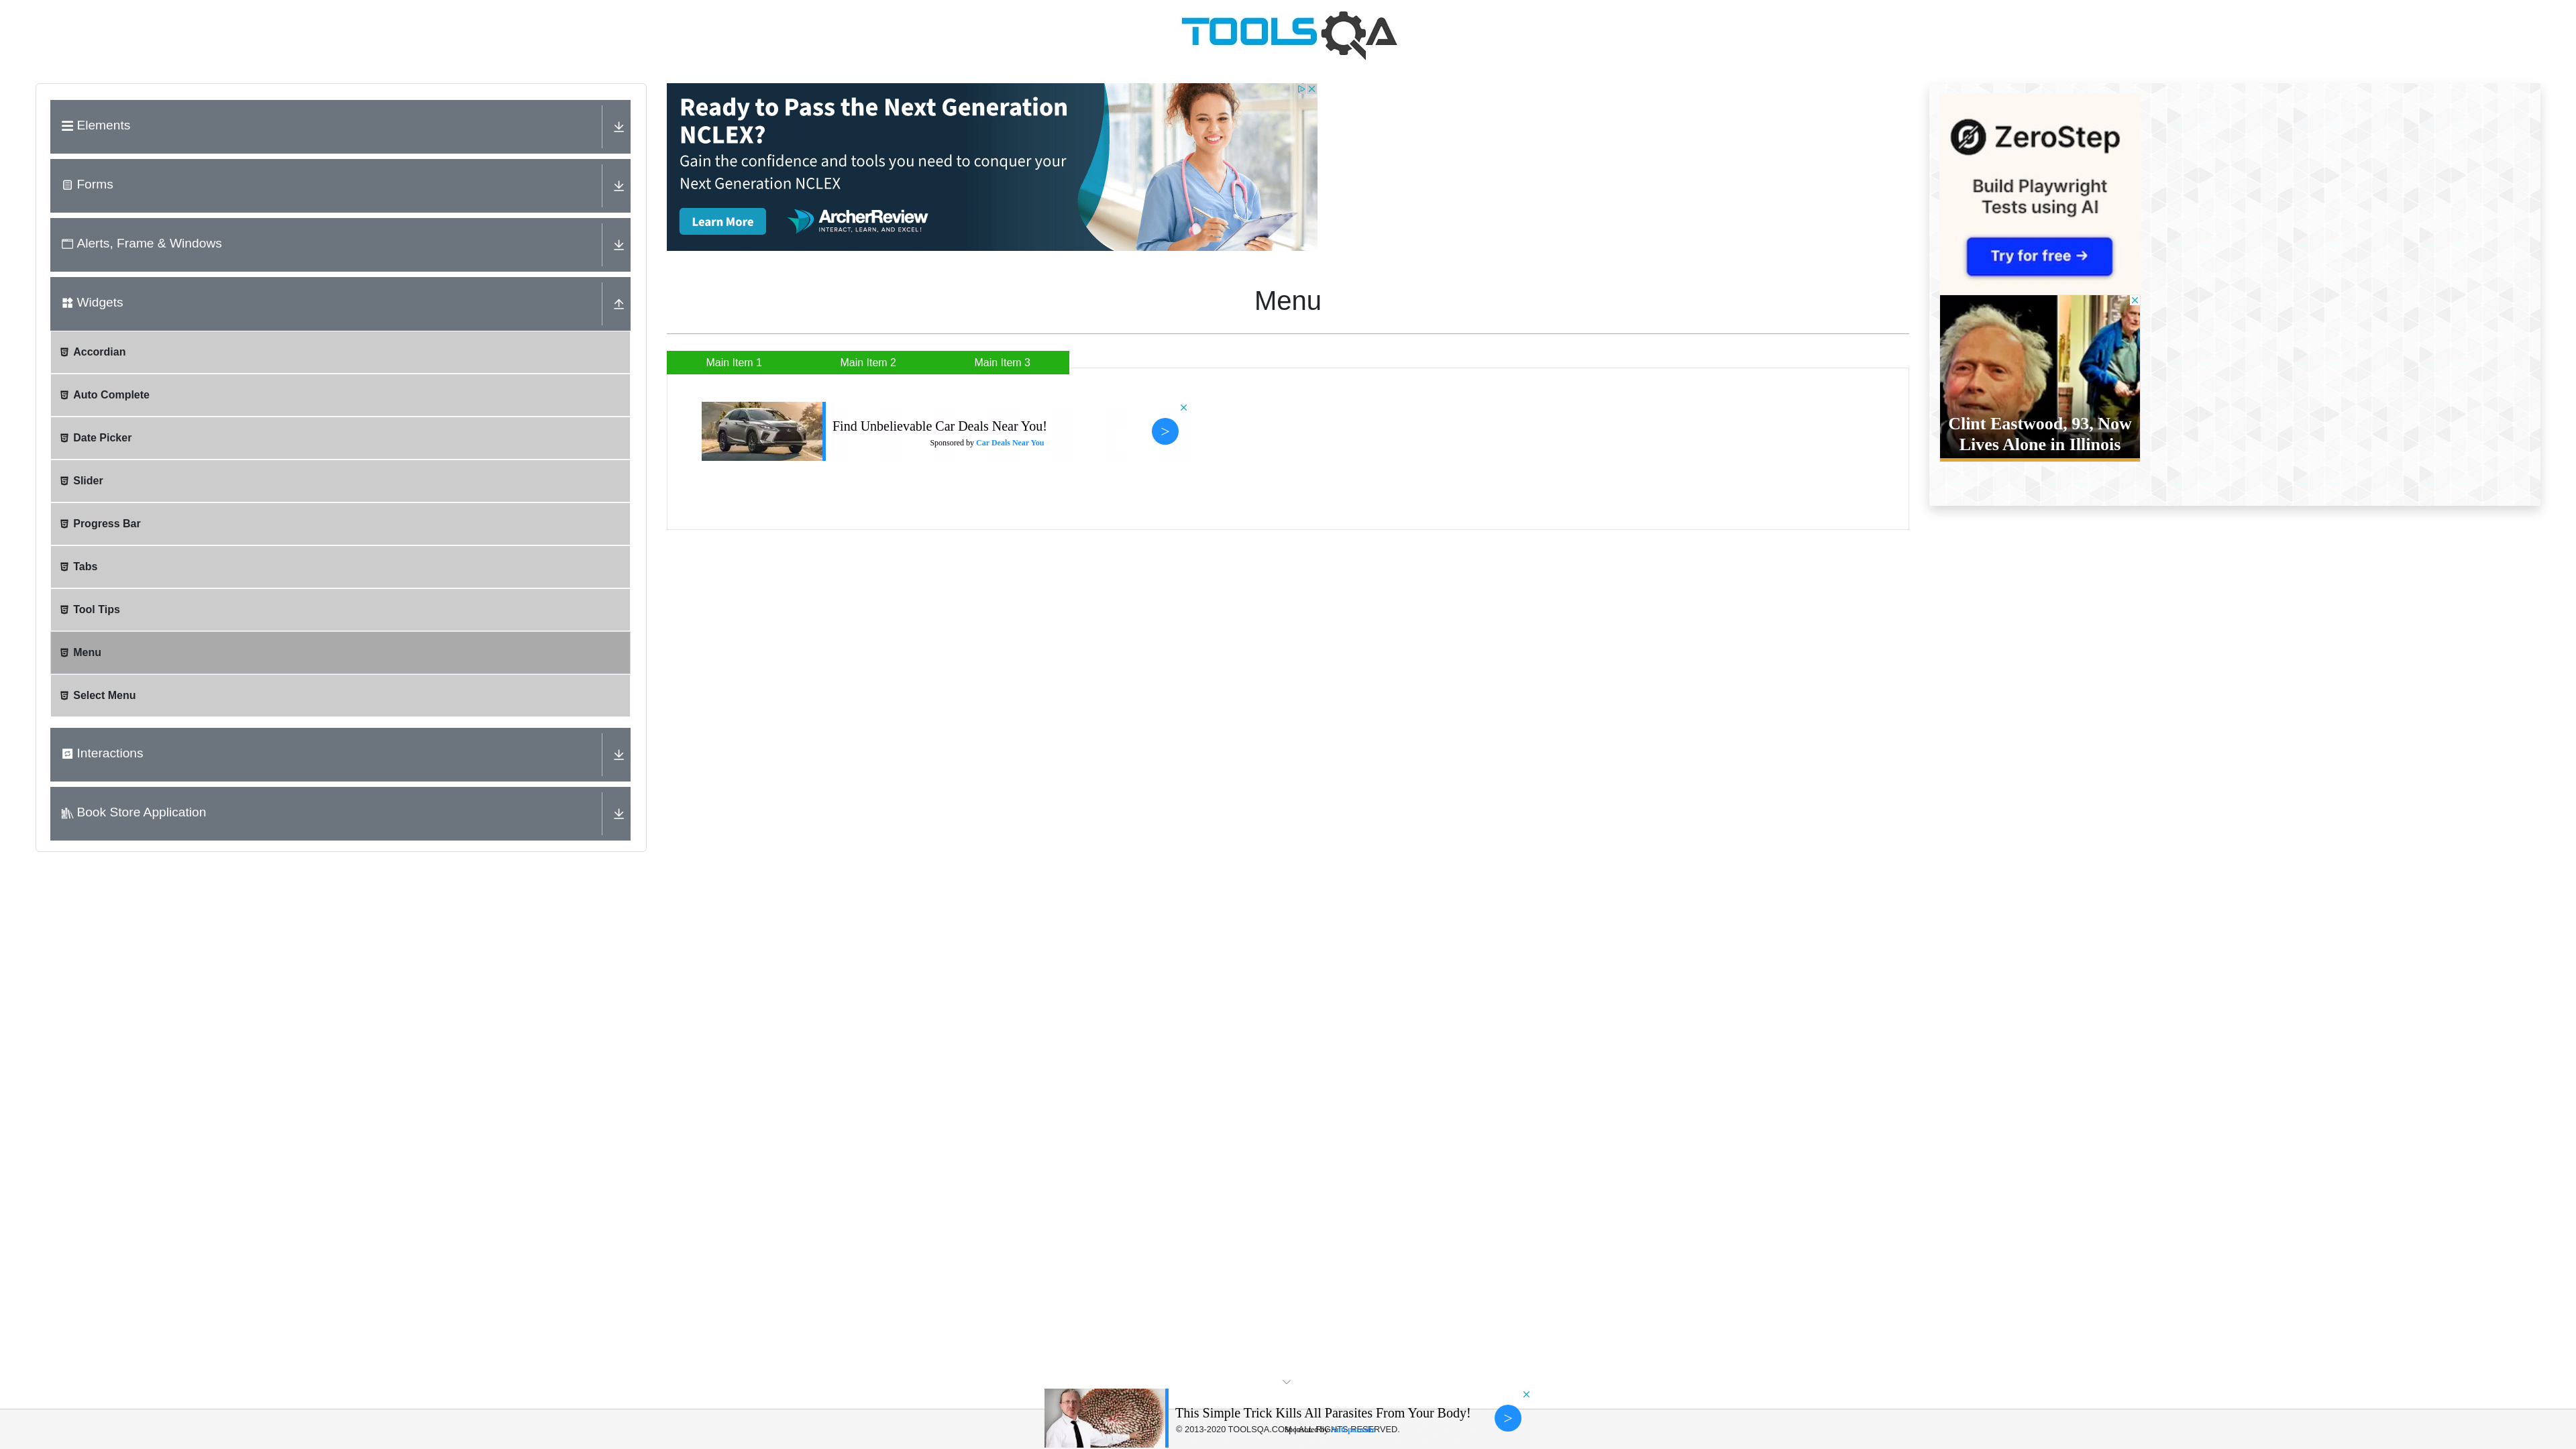 TOOLSQA
Elements
Forms
Alerts, Frame & Windows
Widgets
Accordian
Auto Complete
Date Picker
Slider
Progress Bar
Tabs
Tool Tips
Menu
Select Menu
Interactions
Book Store Application
Ready to Pass the Next Generation
NCLEX?
Gain the confidence and tools you need to conquer your
Next Generation NCLEX
Learn More
ArcherReview
INTERACT, LEARN, AND EXCEL!
Menu
Main Item 1
Main Item 2
Main Item 3
Find Unbelievable Car Deals Near You!
Sponsored by Car Deals Near You
>
ZeroStep
Build Playwright
Tests using AI
Try for free →
Clint Eastwood, 93, Now
Lives Alone in Illinois
This Simple Trick Kills All Parasites From Your Body!
>
© 2013-2020 TOOLSQA.COM | ALL RIGHTS RESERVED.